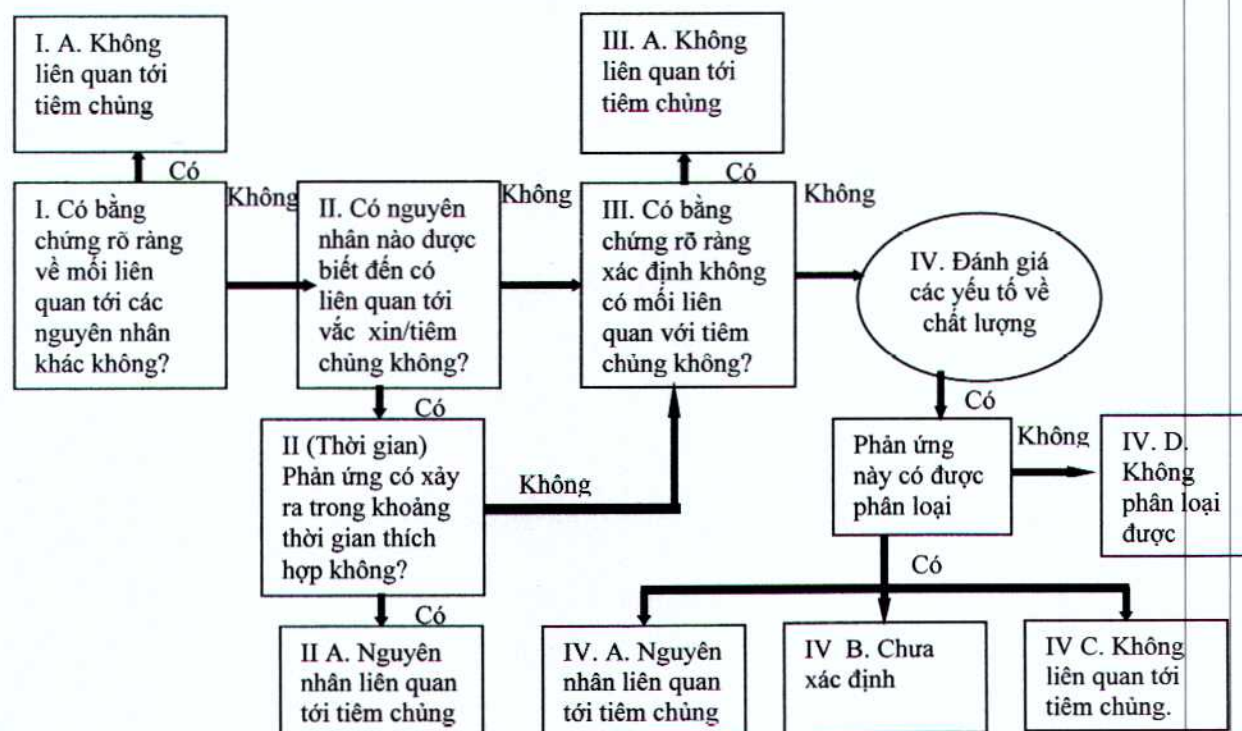 I. A. Không
liên quan tới
tiêm chủng
III. A. Không
liên quan tới
tiêm chủng
Có
Không
Không
Có
Không
I. Có bằng
chứng rõ ràng
về mối liên
quan tới các
nguyên nhân
khác không?
II. Có nguyên
nhân nào được
biết đến có
liên quan tới
vắc xin/tiêm
chủng không?
III. Có bằng
chứng rõ ràng
xác định không
có mối liên
quan với tiêm
chủng không?
IV. Đánh giá
các yếu tố về
chất lượng
Có
Có
II (Thời gian)
Phản ứng có xảy
ra trong khoảng
thời gian thích
hợp không?
Không
Phản ứng
này có được
phân loại
Không
IV. D.
Không
phân loại
được
Có
Có
II A. Nguyên
nhân liên quan
tới tiêm chủng
IV. A. Nguyên
nhân liên quan
tới tiêm chủng
IV B. Chưa
xác định
IV C. Không
liên quan tới
tiêm chủng.